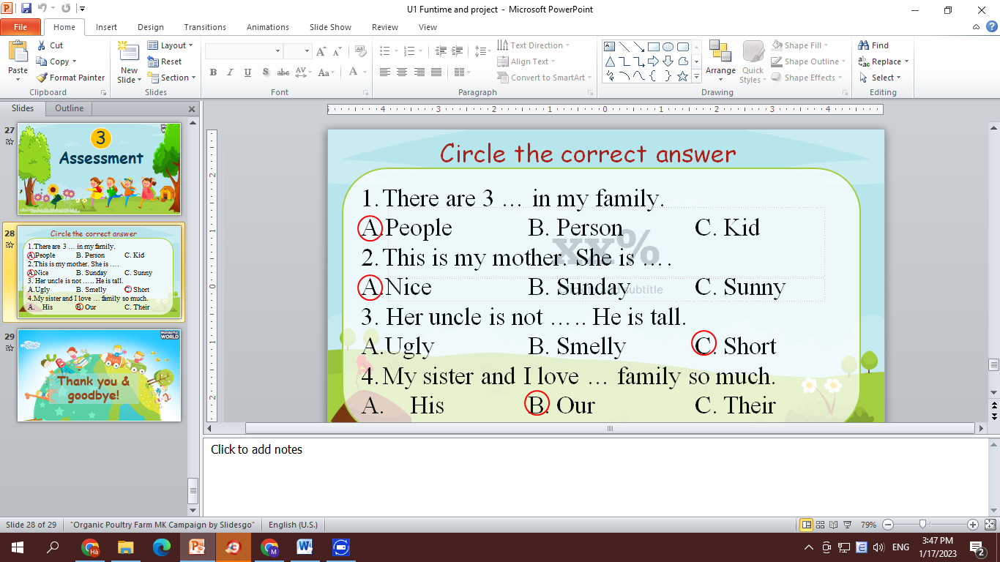 U1 Funtime and project - Microsoft PowerPoint
File Home Insert Design Transitions Animations Slide Show Review View
Paste
Cut
Copy
Format Painter
Clipboard
New Slide
Layout
Reset
Section
Slides
B I U S abc AV Aa A
Font
Text Direction
Align Text
Convert to SmartArt
Paragraph
Arrange
Quick Styles
Shape Fill
Shape Outline
Shape Effects
Drawing
Find
Replace
Select
Editing
Slides Outline
27
3
Assessment
28
Circle the correct answer
1.There are 3 … in my family.
A.People B. Person C. Kid
2.This is my mother. She is ….
A.Nice B. Sunday C. Sunny
3. Her uncle is not ….. He is tall.
A.Ugly B. Smelly C. Short
4.My sister and I love … family so much.
A. His B. Our C. Their
29
Wonderful WORLD
Thank you &
goodbye!
4 3 2 1 0 1 2 3 4
2 1 0 1 2
Circle the correct answer
1. There are 3 … in my family.
A.People B. Person C. Kid
xx%
2. This is my mother. She is ….
A.Nice B. Sunday C. Sunny
subtitle
3. Her uncle is not ….. He is tall.
A.Ugly B. Smelly C. Short
4. My sister and I love … family so much.
A. His B. Our C. Their
Click to add notes
Slide 28 of 29 "Organic Poultry Farm MK Campaign by Slidesgo" English (U.S.) 79%
ENG
3:47 PM
1/17/2023
2